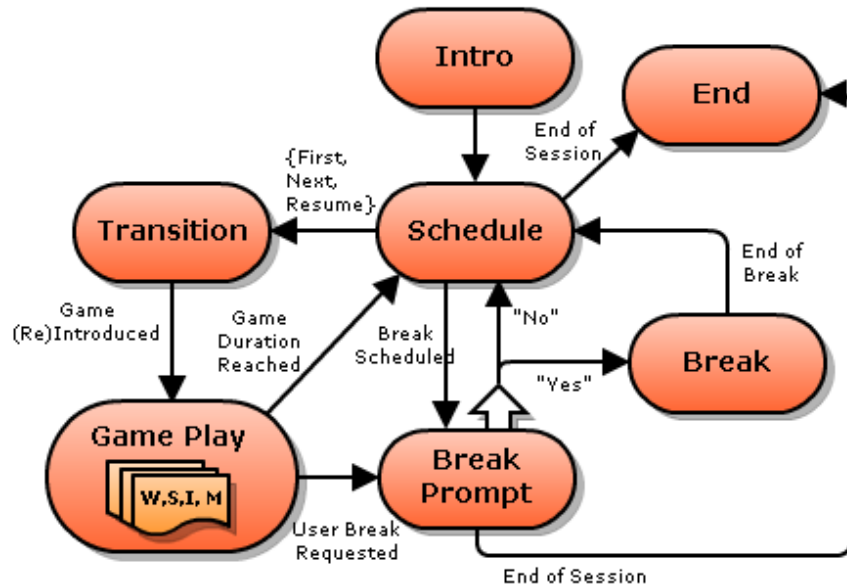 Intro
End
End of
Session
{First,
Next,
Resume}
Transition
Schedule
End of
Break
Game
(Re)Introduced
Game
Duration
Reached
Break
Scheduled
"No"
"Yes"
Break
Game Play
W,S,I, M
Break
Prompt
User Break
Requested
End of Session